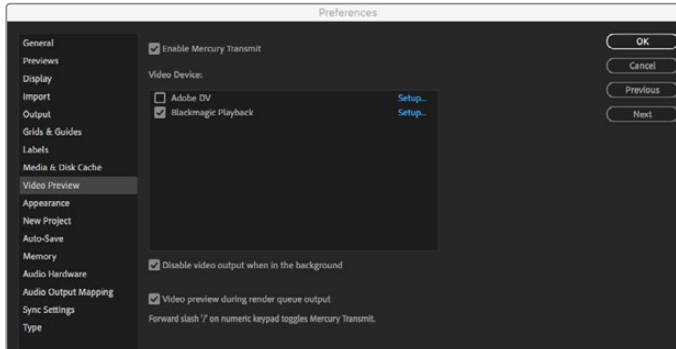 Preferences
General
Previews
Display
Import
Output
Grids & Guides
Labels
Media & Disk Cache
Video Preview
Appearance
New Project
Auto-Save
Memory
Audio Hardware
Audio Output Mapping
Sync Settings
Type
Enable Mercury Transmit
Video Device:
Adobe DV Setup...
Blackmagic Playback Setup...
Disable video output when in the background
Video preview during render queue output
Forward slash '/' on numeric keypad toggles Mercury Transmit.
OK
Cancel
Previous
Next